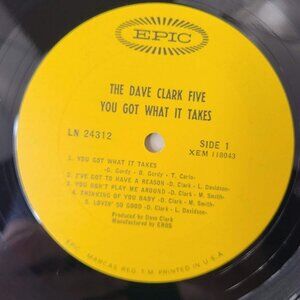 EPIC
THE DAVE CLARK FIVE
YOU GOT WHAT IT TAKES
LN 24312
SIDE 1
XEM 118043
1. YOU GOT WHAT IT TAKES
-G. Gordy - B. Gordy - T. Carlo-
2. I'VE GOT TO HAVE A REASON -D. Clark - L. Davidson-
3. YOU DON'T PLAY ME AROUND -D. Clark - M. Smith-
4. THINKING OF YOU BABY -D. Clark - M. Smith-
5. LOVIN' SO GOOD -D. Clark - L. Davidson-
Produced by Dave Clark
Manufactured by EPIC, MARCAS REG. PRINTED IN U.S.A.